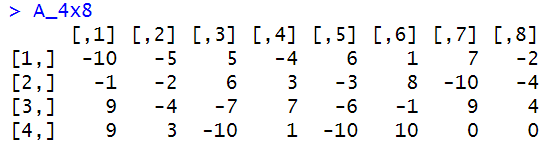 > A_4x8
[,1] [,2] [,3] [,4] [,5] [,6] [,7] [,8]
[1,] -10 -5 5 -4 6 1 7 -2
[2,] -1 -2 6 3 -3 8 -10 -4
[3,] 9 -4 -7 7 -6 -1 9 4
[4,] 9 3 -10 1 -10 10 0 0